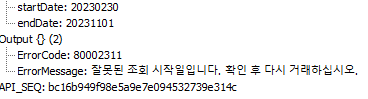 startDate: 20230230
endDate: 20231101
Output {} (2)
ErrorCode: 80002311
ErrorMessage: 잘못된 조회 시작일입니다. 확인 후 다시 거래하십시오.
API_SEQ: bc16b949f98e5a9e7e094532739e314c